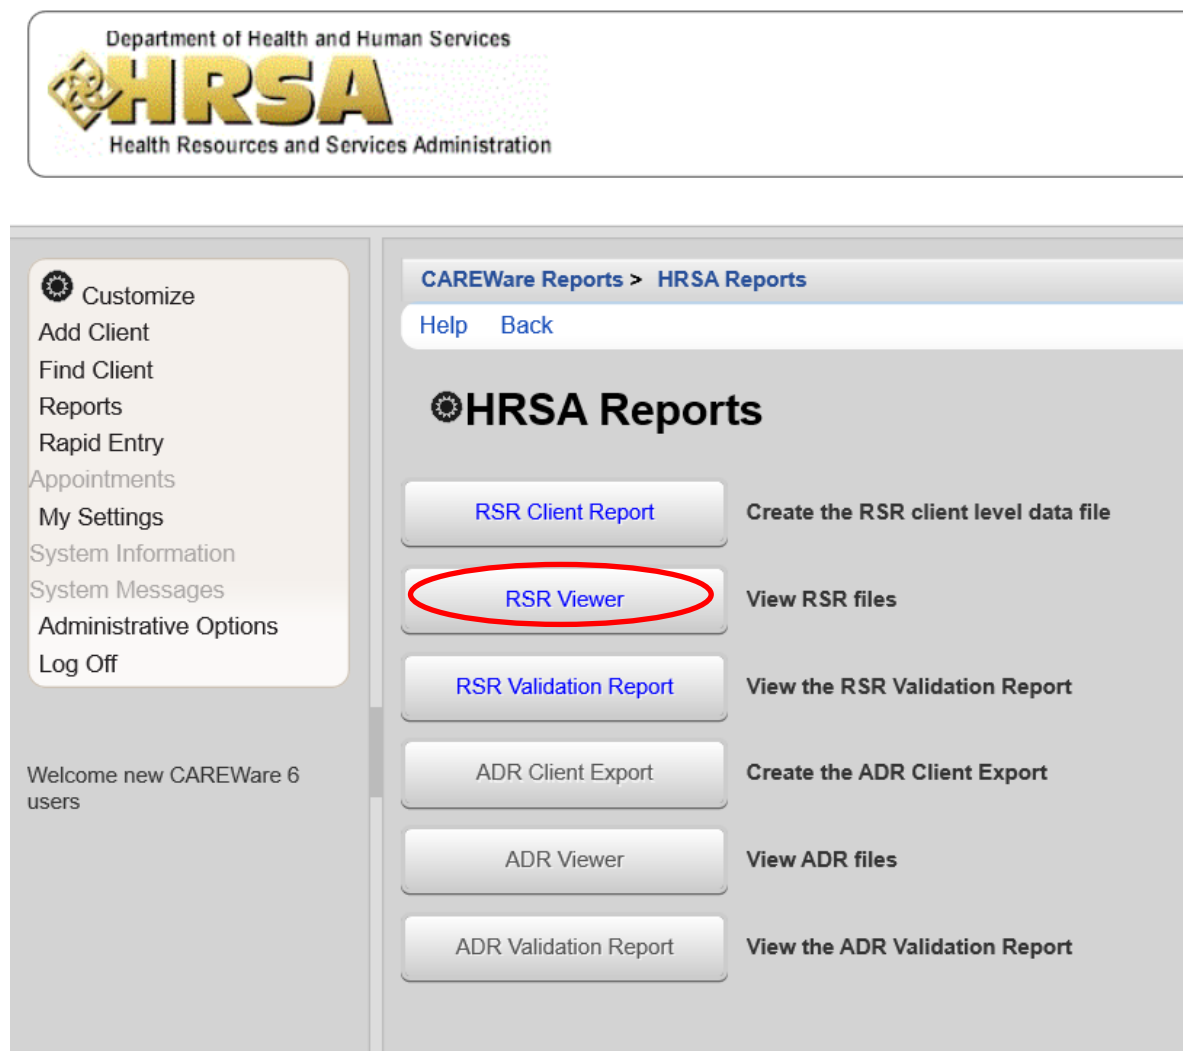 Department of Health and Human Services
HRSA
Health Resources and Services Administration
Customize
Add Client
Find Client
Reports
Rapid Entry
Appointments
My Settings
System Information
System Messages
Administrative Options
Log Off
Welcome new CAREWare 6
users
CAREWare Reports > HRSA Reports
Help Back
HRSA Reports
RSR Client Report Create the RSR client level data file
RSR Viewer View RSR files
RSR Validation Report View the RSR Validation Report
ADR Client Export Create the ADR Client Export
ADR Viewer View ADR files
ADR Validation Report View the ADR Validation Report